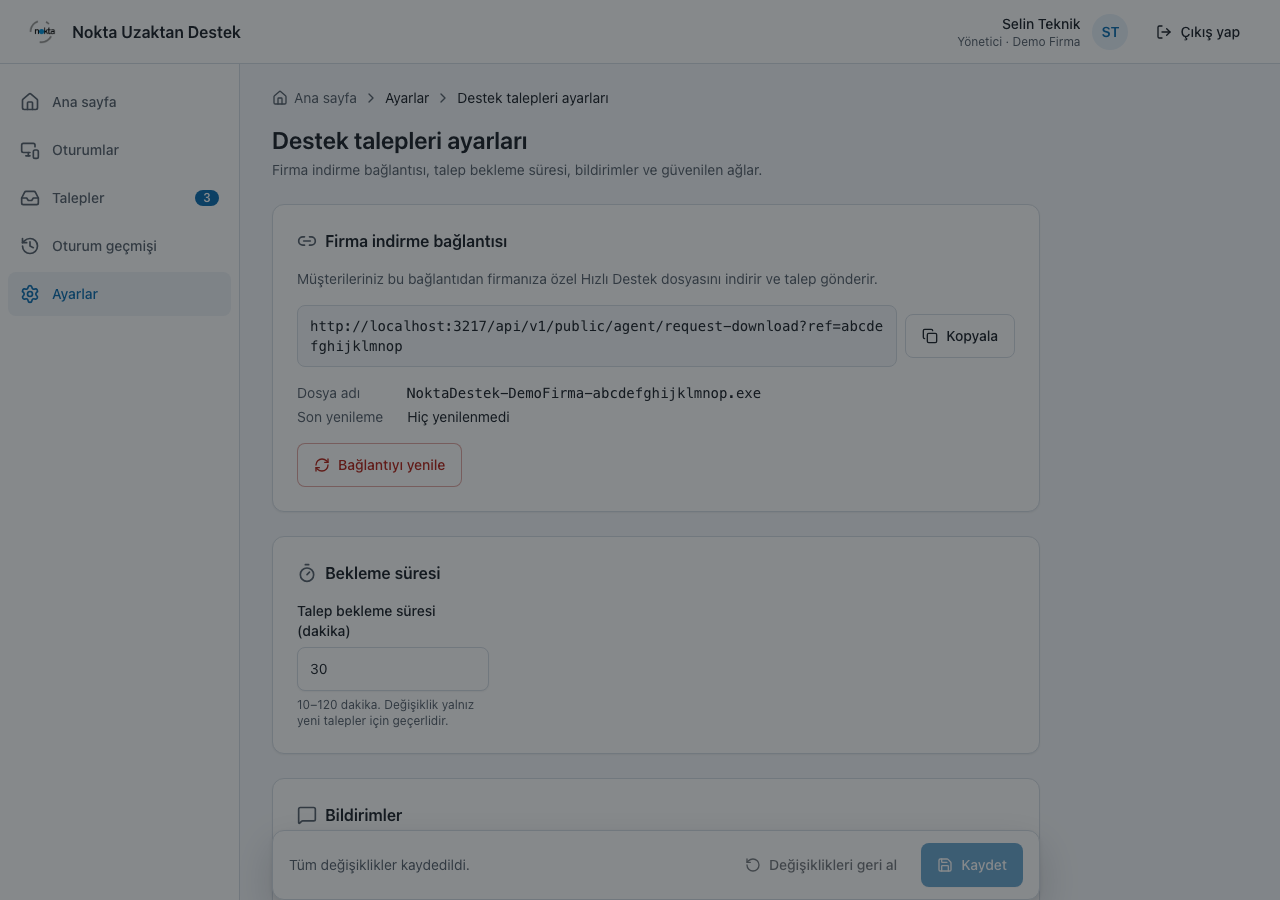 nokta
Nokta Uzaktan Destek
Selin Teknik
Yönetici · Demo Firma
ST
Çıkış yap
Ana sayfa
Oturumlar
Talepler
3
Oturum geçmişi
Ayarlar
Ana sayfa
Ayarlar
Destek talepleri ayarları
Destek talepleri ayarları
Firma indirme bağlantısı, talep bekleme süresi, bildirimler ve güvenilen ağlar.
Firma indirme bağlantısı
Müşterileriniz bu bağlantıdan firmanıza özel Hızlı Destek dosyasını indirir ve talep gönderir.
http://localhost:3217/api/v1/public/agent/request-download?ref=abcde
fghijklmnop
Kopyala
Dosya adı NoktaDestek-DemoFirma-abcdefghijklmnop.exe
Son yenileme Hiç yenilenmedi
Bağlantıyı yenile
Bekleme süresi
Talep bekleme süresi
(dakika)
30
10–120 dakika. Değişiklik yalnız
yeni talepler için geçerlidir.
Bildirimler
Tüm değişiklikler kaydedildi.
Değişiklikleri geri al
Kaydet